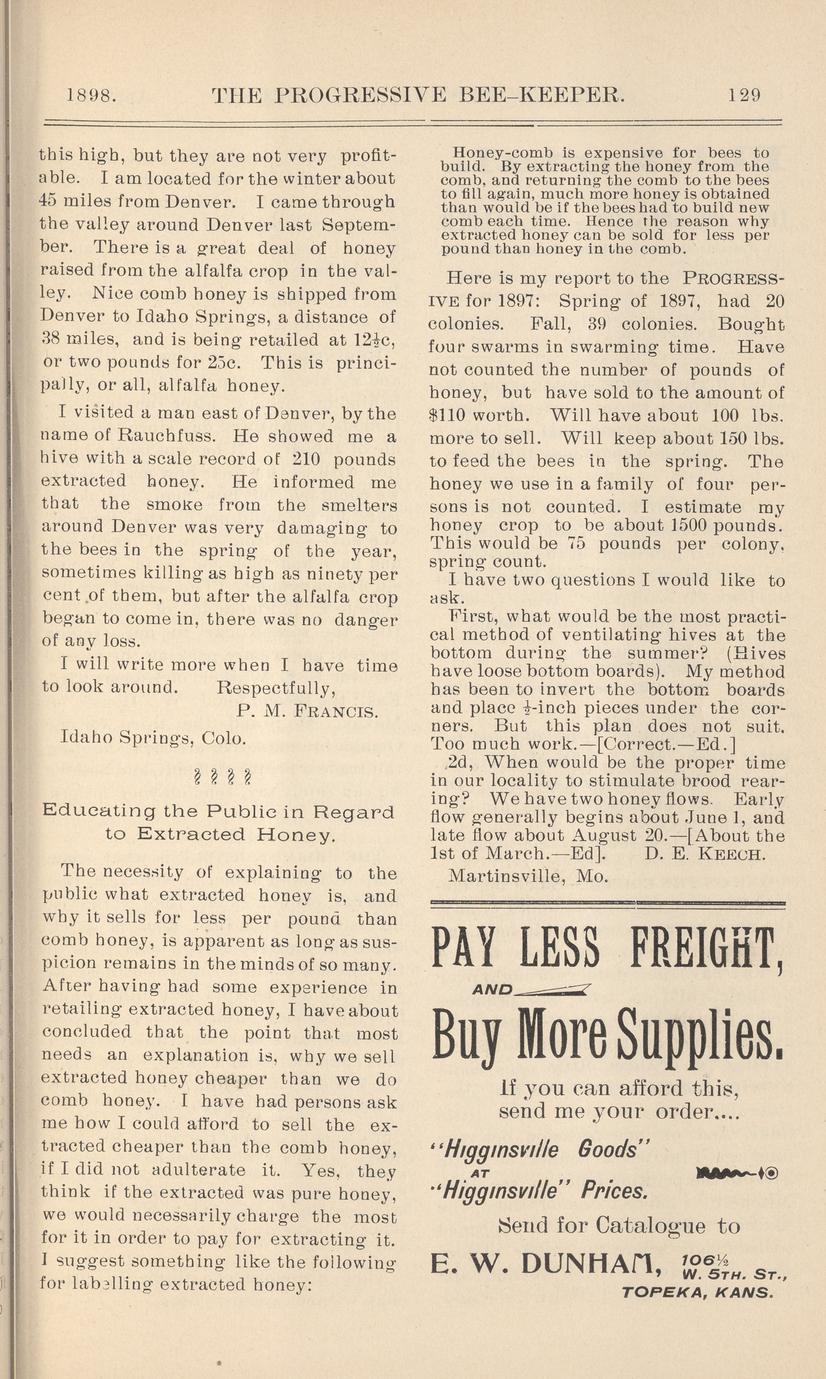 1898.
THE PROGRESSIVE BEE-KEEPER.
129
this high, but they are not very profit-
able. I am located for the winter about
45 miles from Denver. I came through
the valley around Denver last Septem-
ber. There is a great deal of honey
raised from the alfalfa crop in the val-
ley. Nice comb honey is shipped from
Denver to Idaho Springs, a distance of
38 miles, and is being retailed at 12½c,
or two pounds for 25c. This is princi-
pally, or all, alfalfa honey.
I visited a man east of Denver, by the
name of Rauchfuss. He showed me a
hive with a scale record of 210 pounds
extracted honey. He informed me
that the smoke from the smelters
around Denver was very damaging to
the bees in the spring of the year,
sometimes killing as high as ninety per
cent of them, but after the alfalfa crop
began to come in, there was no danger
of any loss.
I will write more when I have time
to look around. Respectfully,
P. M. FRANCIS.
Idaho Springs, Colo.
Educating the Public in Regard
to Extracted Honey.
The necessity of explaining to the
public what extracted honey is, and
why it sells for less per pound than
comb honey, is apparent as long as sus-
picion remains in the minds of so many.
After having had some experience in
retailing extracted honey, I have about
concluded that the point that most
needs an explanation is, why we sell
extracted honey cheaper than we do
comb honey. I have had persons ask
me how I could afford to sell the ex-
tracted cheaper than the comb honey,
if I did not adulterate it. Yes, they
think if the extracted was pure honey,
we would necessarily charge the most
for it in order to pay for extracting it.
I suggest something like the following
for labelling extracted honey:
Honey-comb is expensive for bees to
build. By extracting the honey from the
comb, and returning the comb to the bees
to fill again, much more honey is obtained
than would be if the bees had to build new
comb each time. Hence the reason why
extracted honey can be sold for less per
pound than honey in the comb.
Here is my report to the PROGRESS-
IVE for 1897: Spring of 1897, had 20
colonies. Fall, 39 colonies. Bought
four swarms in swarming time. Have
not counted the number of pounds of
honey, but have sold to the amount of
$110 worth. Will have about 100 lbs.
more to sell. Will keep about 150 lbs.
to feed the bees in the spring. The
honey we use in a family of four per-
sons is not counted. I estimate my
honey crop to be about 1500 pounds.
This would be 75 pounds per colony,
spring count.
I have two questions I would like to
ask.
First, what would be the most practi-
cal method of ventilating hives at the
bottom during the summer? (Hives
have loose bottom boards). My method
has been to invert the bottom boards
and place ½-inch pieces under the cor-
ners. But this plan does not suit.
Too much work.—[Correct.—Ed.]
2d, When would be the proper time
in our locality to stimulate brood rear-
ing? We have two honey flows. Early
flow generally begins about June 1, and
late flow about August 20.—[About the
1st of March.—Ed]. D. E. KEECH.
Martinsville, Mo.
PAY LESS FREIGHT,
AND
Buy More Supplies.
If you can afford this,
send me your order....
"Higginsville Goods"
AT
"Higginsville" Prices.
Send for Catalogue to
E. W. DUNHAM, 106½
W. 5TH. ST.,
TOPEKA, KANS.